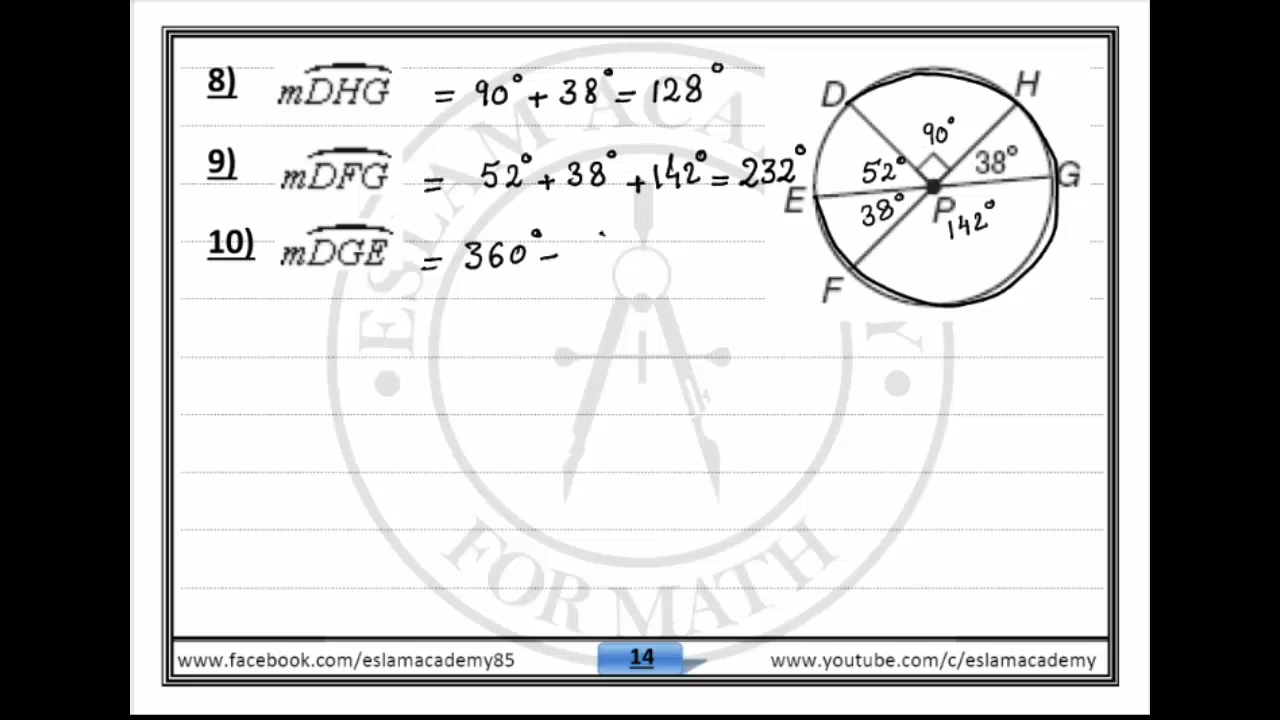 8) mDHG = 90° + 38° = 128°
9) mDFG = 52° + 38° + 142° = 232°
10) mDGE = 360° -
D
H
90°
52°
38°
G
E
38°
P
142°
F
ESLAM ACADEMY
FOR MATH
www.facebook.com/eslamacademy85
14
www.youtube.com/c/eslamacademy